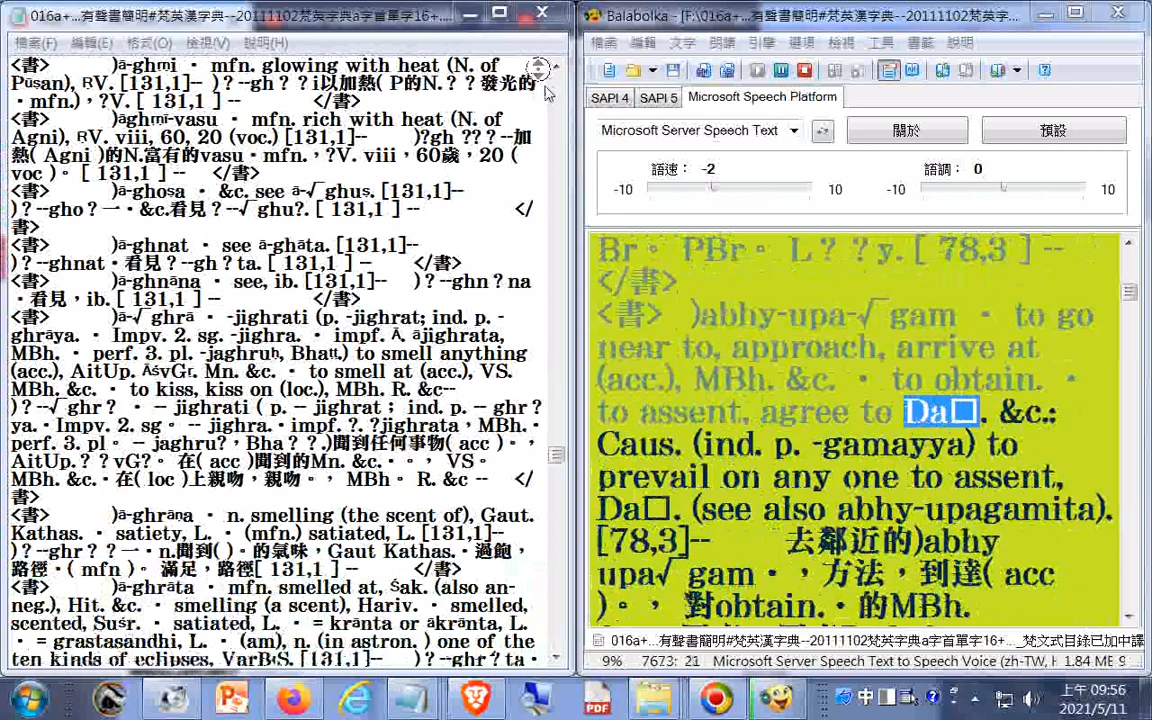 016a+...有聲書簡明#梵英漢字典--20111102梵英字典a字首單字16+...
檔案(F) 編輯(E) 格式(O) 檢視(V) 說明(H)
<書> )ā-ghṛṇi ‧ mfn. glowing with heat (N. of
Pūṣan), RV. [131,1]-- )?-gh??i以加熱( P的N.??發光的
‧mfn.)，?V. [ 131,1 ] -- </書>
<書> )āghṛṇī-vasu ‧ mfn. rich with heat (N. of
Agni), RV. viii, 60, 20 (voc.) [131,1]-- )?gh ???--加
熱( Agni )的N.富有的vasu‧mfn.，?V. viii，60歲，20 (
voc )。[ 131,1 ] -- </書>
<書> )ā-ghoṣa ‧ &c. see ā-√ghuṣ. [131,1]--
)?--gho?一‧&c.看見?--√ghu?. [ 131,1 ] -- </
書>
<書> )ā-ghnat ‧ see ā-ghāta. [131,1]--
)?--ghnat‧看見?--gh?ta. [ 131,1 ] -- </書>
<書> )ā-ghnāna ‧ see, ib. [131,1]-- )?--ghn?na
‧看見，ib. [ 131,1 ] -- </書>
<書> )ā-√ghrā ‧ -jighrati (p. -jighrat; ind. p. -
ghrāya. ‧ Impv. 2. sg. -jighra. ‧ impf. Ā. ājighrata,
MBh. ‧ perf. 3. pl. -jaghruḥ, Bhaṭṭ.) to smell anything
(acc.), AitUp. ĀśvGṛ. Mn. &c. ‧ to smell at (acc.), VS.
MBh. &c. ‧ to kiss, kiss on (loc.), MBh. R. &c--
)?--√ghr?‧－jighrati ( p.－jighrat； ind. p.－ghr?
ya.‧Impv. 2. sg.－jighra.‧impf. ?. ?jighrata，
MBh.‧perf. 3. pl。－jaghru?，Bha??.)聞到任何事物( acc )。，
AitUp.??vG?。在( acc )聞到的Mn. &c.‧。，VS。
MBh. &c.‧在( loc )上親吻，親吻。，MBh。R. &c -- </
書>
<書> )ā-ghrāṇa ‧ n. smelling (the scent of), Gaut.
Kathās. ‧ satiety, L. ‧ (mfn.) satiated, L. [131,1]--
)?--ghr??一‧n.聞到( )。的氣味，Gaut Kathas.‧過飽，
路徑‧( mfn )。滿足，路徑[ 131,1 ] -- </書>
<書> )ā-ghrāta ‧ mfn. smelled at, Śak. (also an-
neg.), Hit. &c. ‧ smelling (a scent), Hariv. ‧ smelled,
scented, Suśr. ‧ satiated, L. ‧ = krānta or ākrānta, L.
‧ = grastasandhi, L. ‧ (am), n. (in astron.) one of the
ten kinds of eclipses, VarBṛS. [131,1]-- )?--ghr?ta‧
Balabolka - [F:\016a+...有聲書簡明#梵英漢字典--20111102梵英字...
檔案 編輯 文字 朗讀 引擎 選項 檢視 工具 書籤 說明
SAPI 4 SAPI 5 Microsoft Speech Platform
Microsoft Server Speech Text 關於 預設
語速： -2 語調： 0
-10 10 -10 10
Br。 PBr。 L??y. [ 78,3 ] --
</書>
<書> )abhy-upa-√gam ‧ to go
near to, approach, arrive at
(acc.), MBh. &c. ‧ to obtain. ‧
to assent, agree to Da□. &c.:
Caus. (ind. p. -gamayya) to
prevail on any one to assent,
Da□. (see also abhy-upagamita).
[78,3]-- 去鄰近的)abhy
upa√gam‧，方法，到達( acc
)。，對obtain.‧的MBh.
016a+...有聲書簡明#梵英漢字典--20111102梵英字典a字首單字16+..._梵文式目錄已加中譯
9% 7673: 21 Microsoft Server Speech Text to Speech Voice (zh-TW, H 1.84 MB 9
中
上午 09:56
2021/5/11